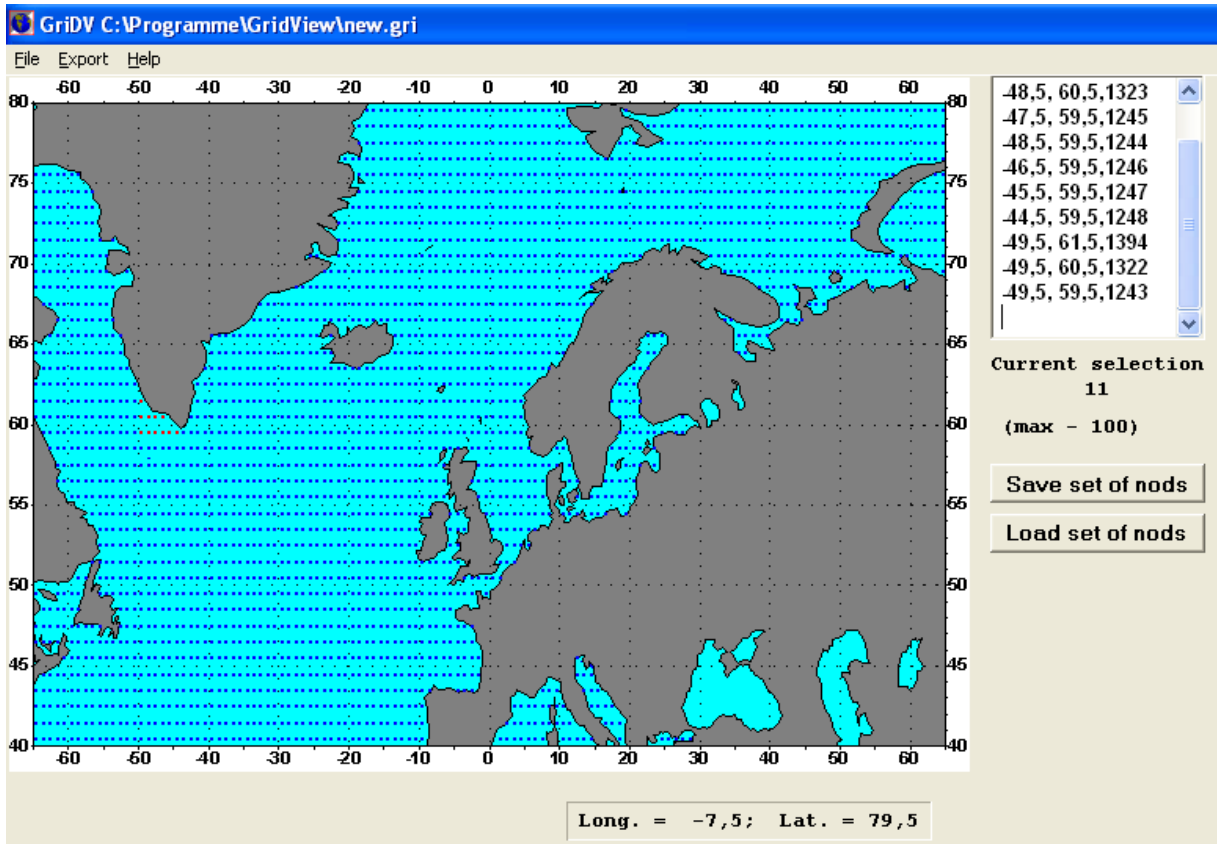 GriDV C:\Programme\GridView\new.gri
File Export Help
-60 -50 -40 -30 -20 -10 0 10 20 30 40 50 60
80 80
75 75
70 70
65 65
60 60
55 55
50 50
45 45
40 40
-60 -50 -40 -30 -20 -10 0 10 20 30 40 50 60
-48,5, 60,5,1323
-47,5, 59,5,1245
-48,5, 59,5,1244
-46,5, 59,5,1246
-45,5, 59,5,1247
-44,5, 59,5,1248
-49,5, 61,5,1394
-49,5, 60,5,1322
-49,5, 59,5,1243
Current selection
11
(max - 100)
Save set of nods
Load set of nods
Long. = -7,5; Lat. = 79,5